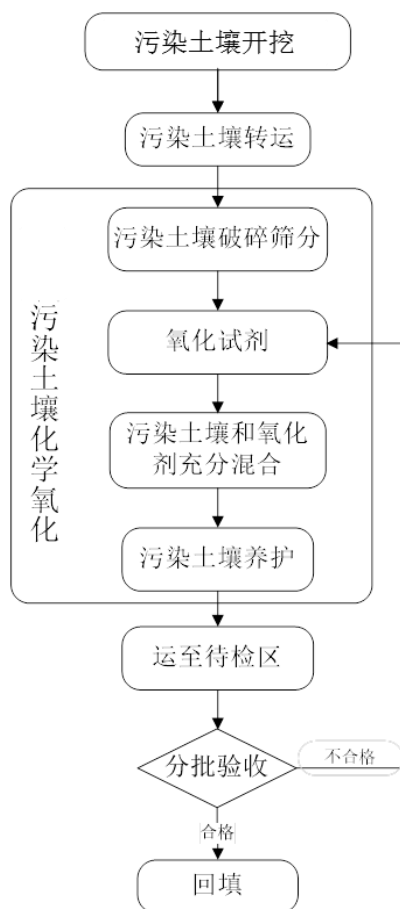 污染土壤开挖
污染土壤转运
污染土壤破碎筛分
污染土壤化学氧化
氧化试剂
污染土壤和氧化
剂充分混合
污染土壤养护
运至待检区
分批验收
不合格
合格
回填